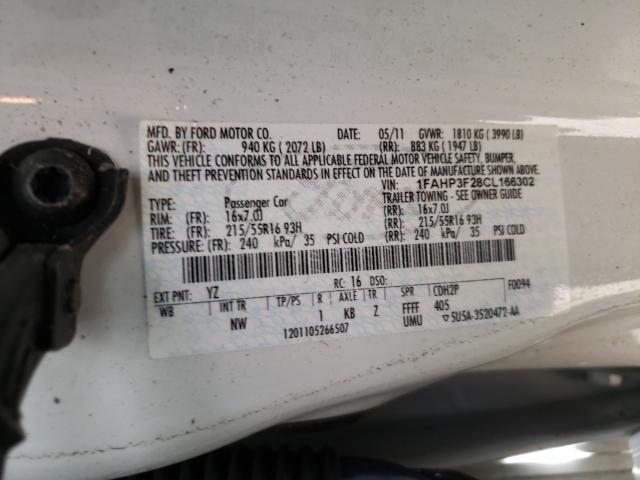 MFD. BY FORD MOTOR CO. DATE: 05/11 GVWR: 1810 KG ( 3990 LB)
GAWR: (FR): 940 KG ( 2072 LB) (RR): 883 KG ( 1947 LB)
THIS VEHICLE CONFORMS TO ALL APPLICABLE FEDERAL MOTOR VEHICLE SAFETY, BUMPER,
AND THEFT PREVENTION STANDARDS IN EFFECT ON THE DATE OF MANUFACTURE SHOWN ABOVE.
VIN: 1FAHP3F28CL166302
TYPE: Passenger Car TRAILER TOWING - SEE OWNER GUIDE
RIM: (FR): 16x7.0J (RR): 16x7.0J
TIRE: (FR): 215/55R16 93H (RR): 215/55R16 93H
PRESSURE: (FR): 240 kPa/ 35 PSI COLD (RR): 240 kPa/ 35 PSI COLD
EXT PNT: YZ RC: 16 DSO: F0094
WB INT TR TP/PS R AXLE TR SPR CDH2P
NW 1 KB Z FFFF 405
1201105266507 UMU ▽5U5A-3520472-AA